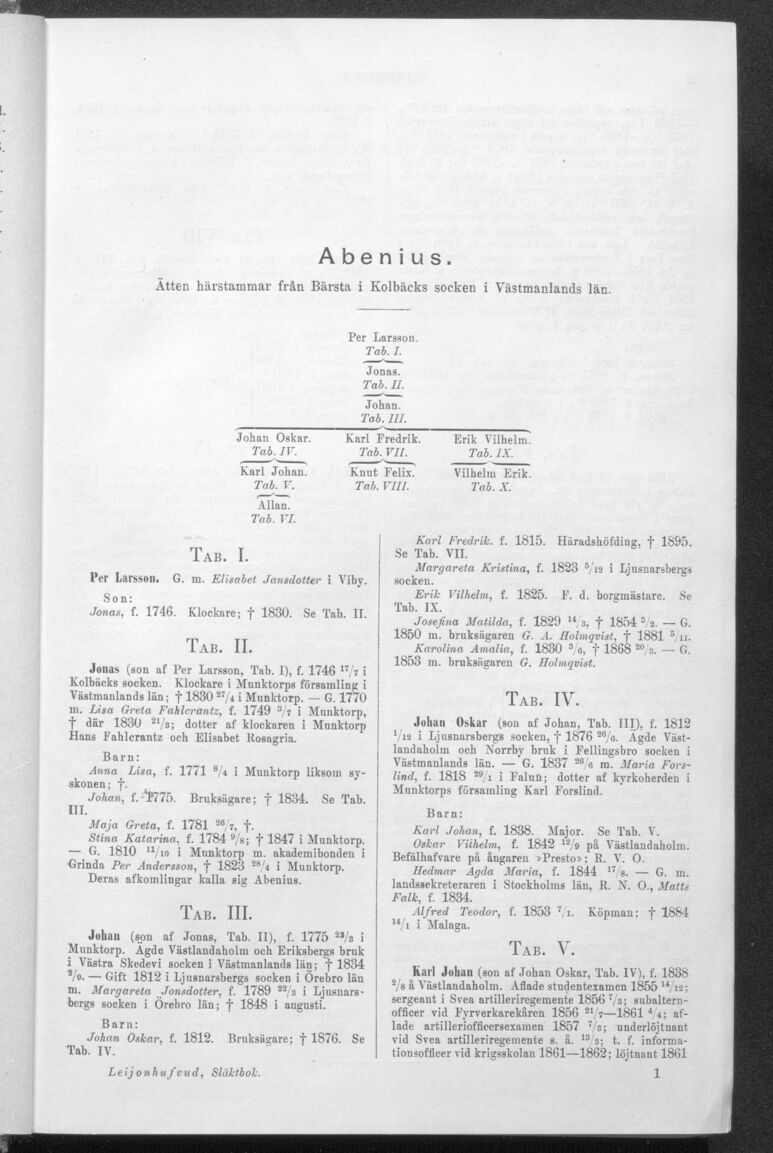 Abenius.
Ätten härstammar från Bärsta i Kolbäcks socken i Västmanlands län.
Per Larsson.
Tab. I.
Jonas.
Tab. II.
Johan.
Tab. III.
Johan Oskar. Karl Fredrik. Erik Vilhelm.
Tab. IV. Tab. VII. Tab. IX.
Karl Johan. Knut Felix. Vilhelm Erik.
Tab. V. Tab. VIII. Tab. X.
Allan.
Tab. VI.
TAB. I.
Per Larsson. G. m. Elisabet Jansdotter i Viby.
Son:
Jonas, f. 1746. Klockare; † 1830. Se Tab. II.
TAB. II.
Jonas (son af Per Larsson, Tab. I), f. 1746 17/7 i
Kolbäcks socken. Klockare i Munktorps församling i
Västmanlands län; † 1830 27/4 i Munktorp. — G. 1770
m. Lisa Greta Fahlcrantz, f. 1749 3/7 i Munktorp,
† där 1830 21/3; dotter af klockaren i Munktorp
Hans Fahlcrantz och Elisabet Rosagria.
Barn:
Anna Lisa, f. 1771 8/4 i Munktorp liksom sy-
skonen; †.
Johan, f. 1775. Bruksägare; † 1834. Se Tab.
III.
Maja Greta, f. 1781 26/7, †.
Stina Katarina, f. 1784 9/8; † 1847 i Munktorp.
— G. 1810 11/10 i Munktorp m. akademibonden i
Grinda Per Andersson, † 1823 28/4 i Munktorp.
Deras afkomlingar kalla sig Abenius.
TAB. III.
Johan (son af Jonas, Tab. II), f. 1775 23/3 i
Munktorp. Ägde Västlandaholm och Eriksbergs bruk
i Västra Skedevi socken i Västmanlands län; † 1834
2/9. — Gift 1812 i Ljusnarsbergs socken i Örebro län
m. Margareta Jonsdotter, f. 1789 22/3 i Ljusnars-
bergs socken i Örebro län; † 1848 i augusti.
Barn:
Johan Oskar, f. 1812. Bruksägare; † 1876. Se
Tab. IV.
Karl Fredrik. f. 1815. Häradshöfding, † 1895.
Se Tab. VII.
Margareta Kristina, f. 1823 5/12 i Ljusnarsbergs
socken.
Erik Vilhelm, f. 1825. F. d. borgmästare. Se
Tab. IX.
Josefina Matilda, f. 1829 14/3, † 1854 3/2. — G.
1850 m. bruksägaren G. A. Holmqvist, † 1881 5/11.
Karolina Amalia, f. 1830 3/6, † 1868 20/3. — G.
1853 m. bruksägaren G. Holmqvist.
TAB. IV.
Johan Oskar (son af Johan, Tab. III), f. 1812
1/12 i Ljusnarsbergs socken, † 1876 26/6. Ägde Väst-
landaholm och Norrby bruk i Fellingsbro socken i
Västmanlands län. — G. 1837 26/6 m. Maria Fors-
lind, f. 1818 29/1 i Falun; dotter af kyrkoherden i
Munktorps församling Karl Forslind.
Barn:
Karl Johan, f. 1838. Major. Se Tab. V.
Oskar Vilhelm, f. 1842 12/9 på Västlandaholm.
Befälhafvare på ångaren »Presto»; R. V. O.
Hedmar Agda Maria, f. 1844 17/8. — G. m.
landssekreteraren i Stockholms län, R. N. O., Matts
Falk, f. 1834.
Alfred Teodor, f. 1853 7/1. Köpman; † 1884
14/1 i Malaga.
TAB. V.
Karl Johan (son af Johan Oskar, Tab. IV), f. 1838
2/8 å Västlandaholm. Aflade studentexamen 1855 14/12;
sergeant i Svea artilleriregemente 1856 7/3; subaltern-
officer vid Fyrverkarekåren 1856 21/7—1861 4/4; af-
lade artilleriofficersexamen 1857 7/3; underlöjtnant
vid Svea artilleriregemente s. å. 13/3; t. f. informa-
tionsofficer vid krigsskolan 1861—1862; löjtnant 1861
Leijonhufvud, Släktbok. 1